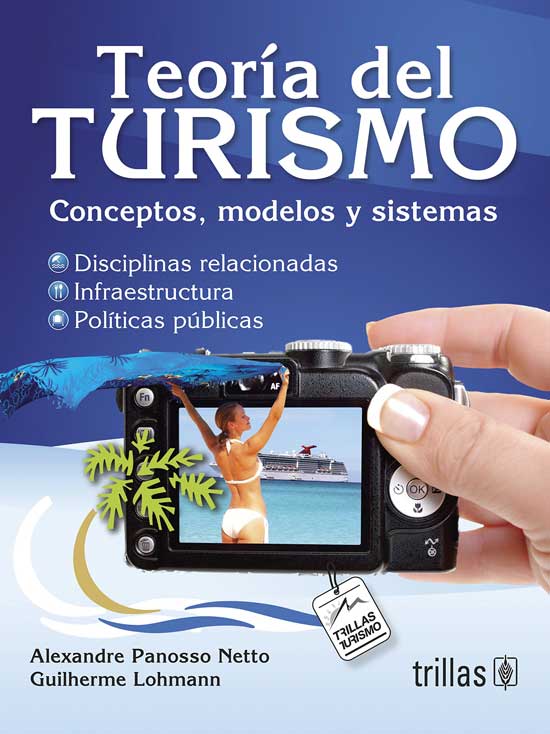 Teoría del
TURISMO
Conceptos, modelos y sistemas
Disciplinas relacionadas
Infraestructura
Políticas públicas
Fn
AF
OK
TRILLAS
TURISMO
Alexandre Panosso Netto
Guilherme Lohmann
trillas